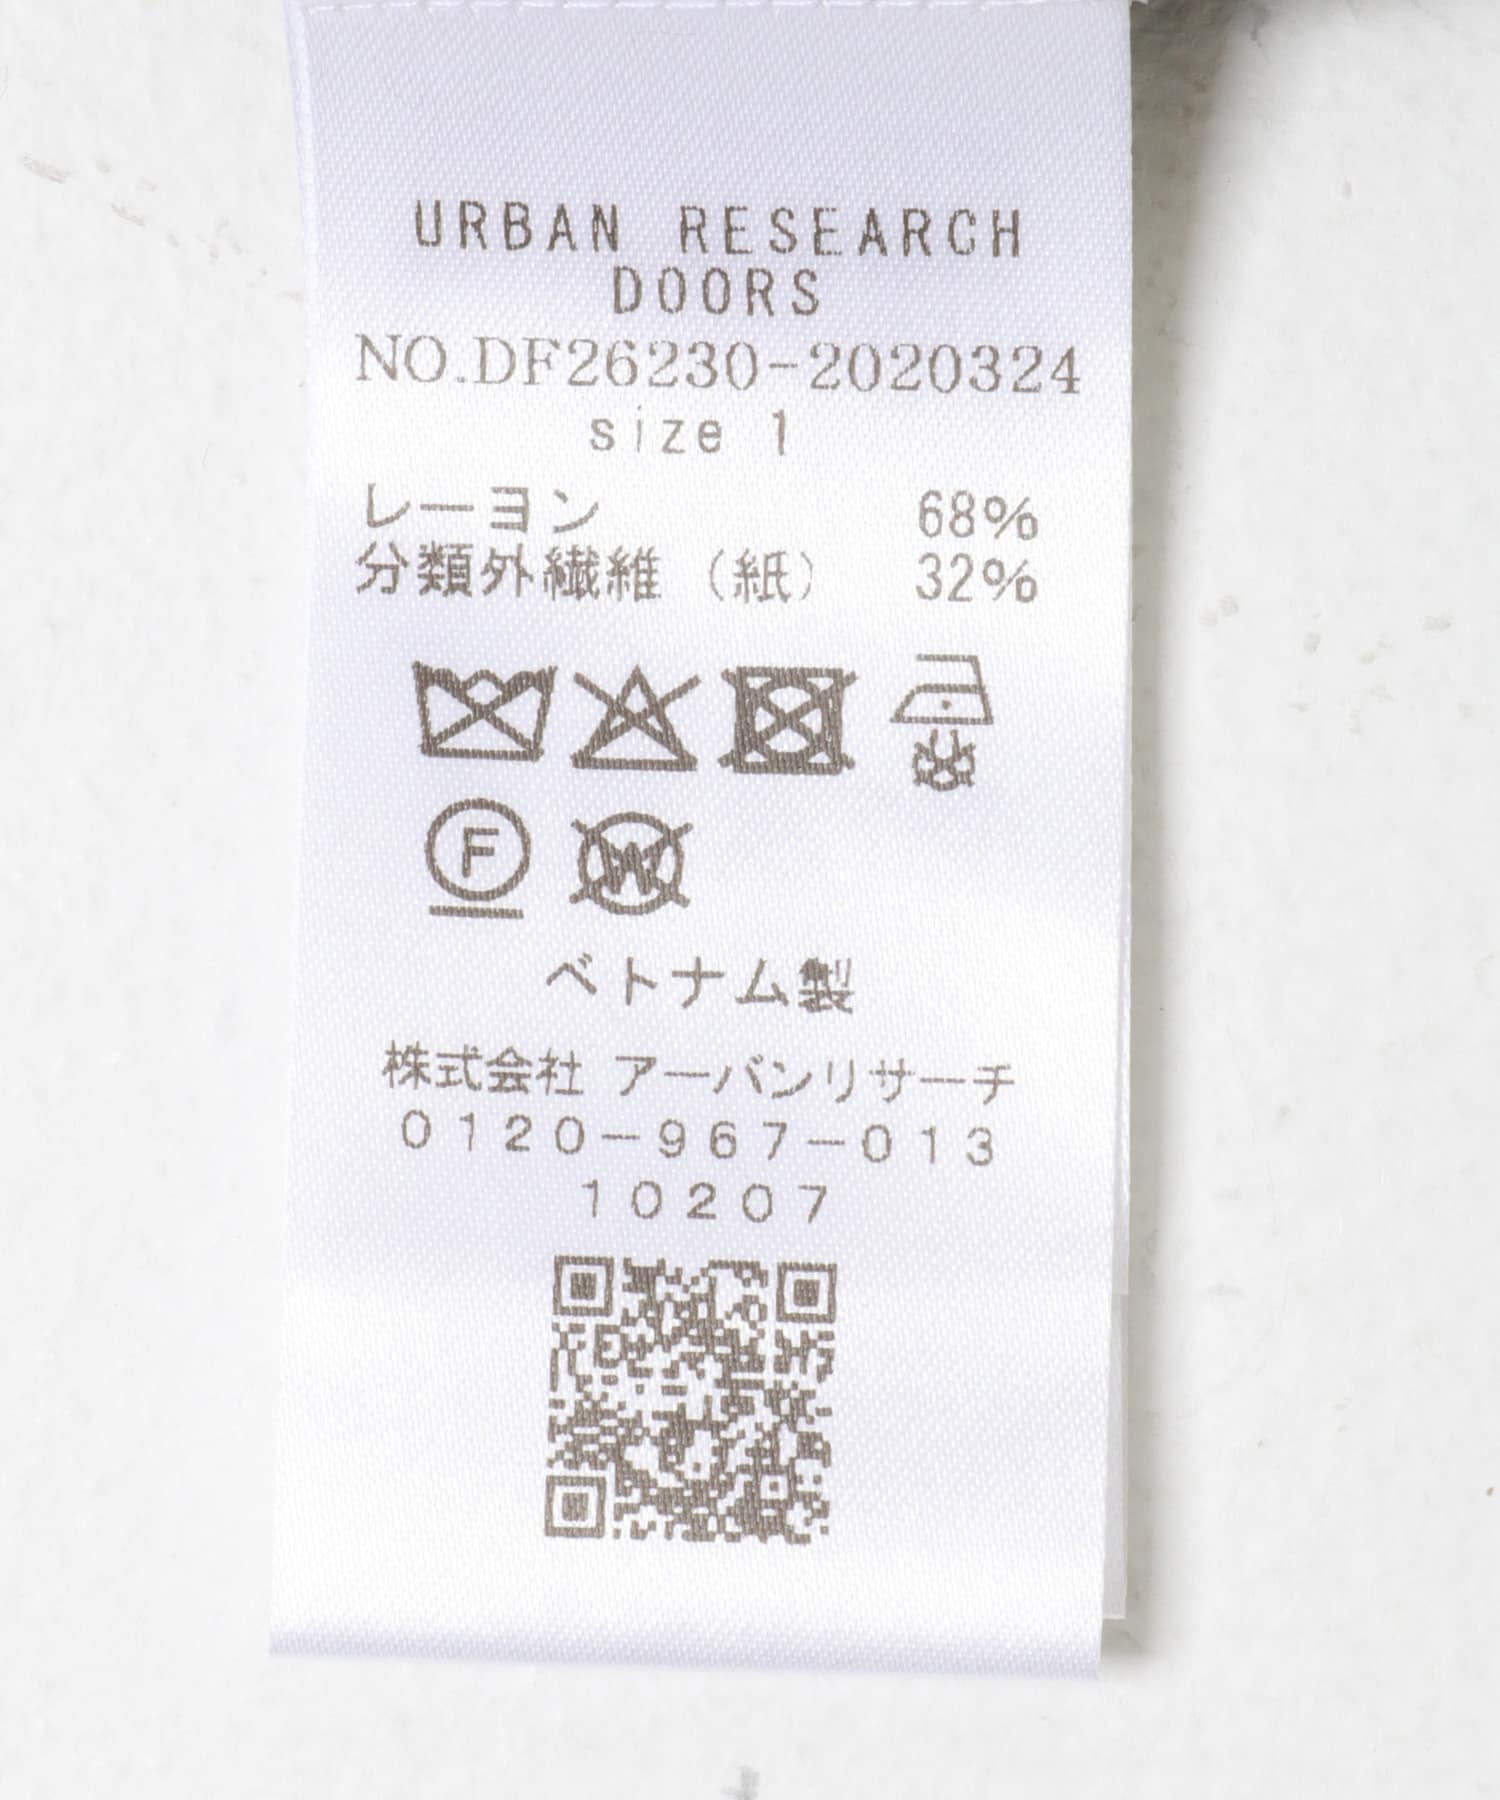 URBAN RESEARCH
DOORS
NO.DF26230-2020324
size 1
レーヨン 68%
分類外繊維（紙） 32%
F W
ベトナム製
株式会社 アーバンリサーチ
0120-967-013
10207